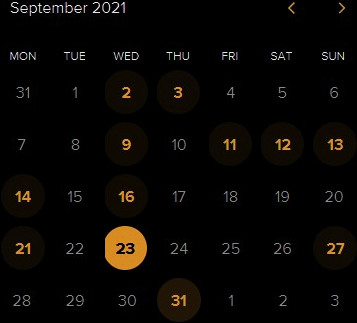 September 2021
MON TUE WED THU FRI SAT SUN
31 1 2 3 4 5 6
7 8 9 10 11 12 13
14 15 16 17 18 19 20
21 22 23 24 25 26 27
28 29 30 31 1 2 3